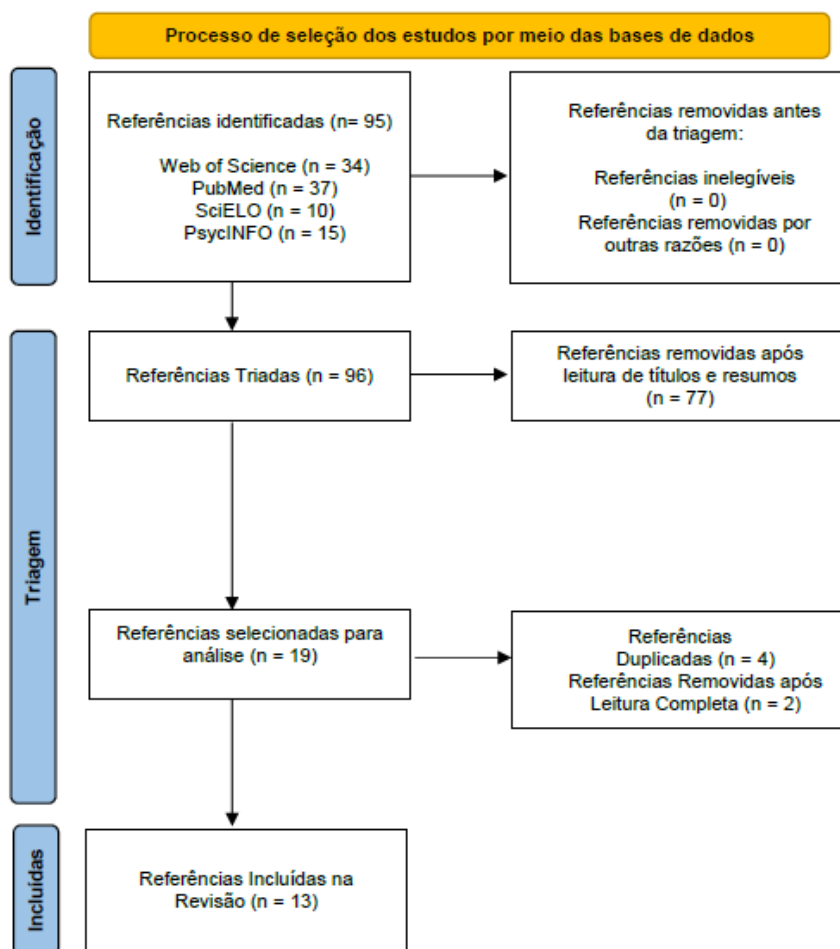 Processo de seleção dos estudos por meio das bases de dados
Identificação
Referências identificadas (n= 95)
Web of Science (n = 34)
PubMed (n = 37)
SciELO (n = 10)
PsycINFO (n = 15)
Referências removidas antes
da triagem:
Referências inelegíveis
(n = 0)
Referências removidas por
outras razões (n = 0)
Triagem
Referências Triadas (n = 96)
Referências removidas após
leitura de títulos e resumos
(n = 77)
Referências selecionadas para
análise (n = 19)
Referências
Duplicadas (n = 4)
Referências Removidas após
Leitura Completa (n = 2)
Incluídas
Referências Incluídas na
Revisão (n = 13)